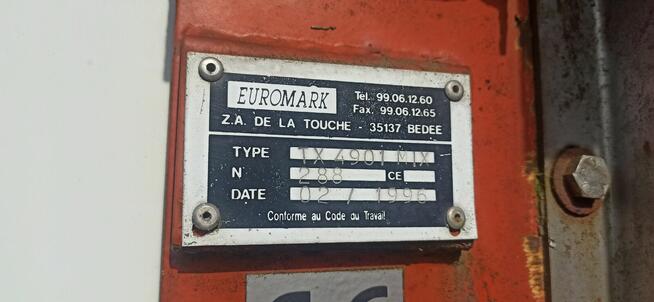 EUROMARK
Tel. 99.06.12.60
Fax. 99.06.12.65
Z.A. DE LA TOUCHE - 35137 BEDEE
TYPE TX 4901 MIX
N° 288 CE
DATE 02 / 1996
Conforme au Code du Travail